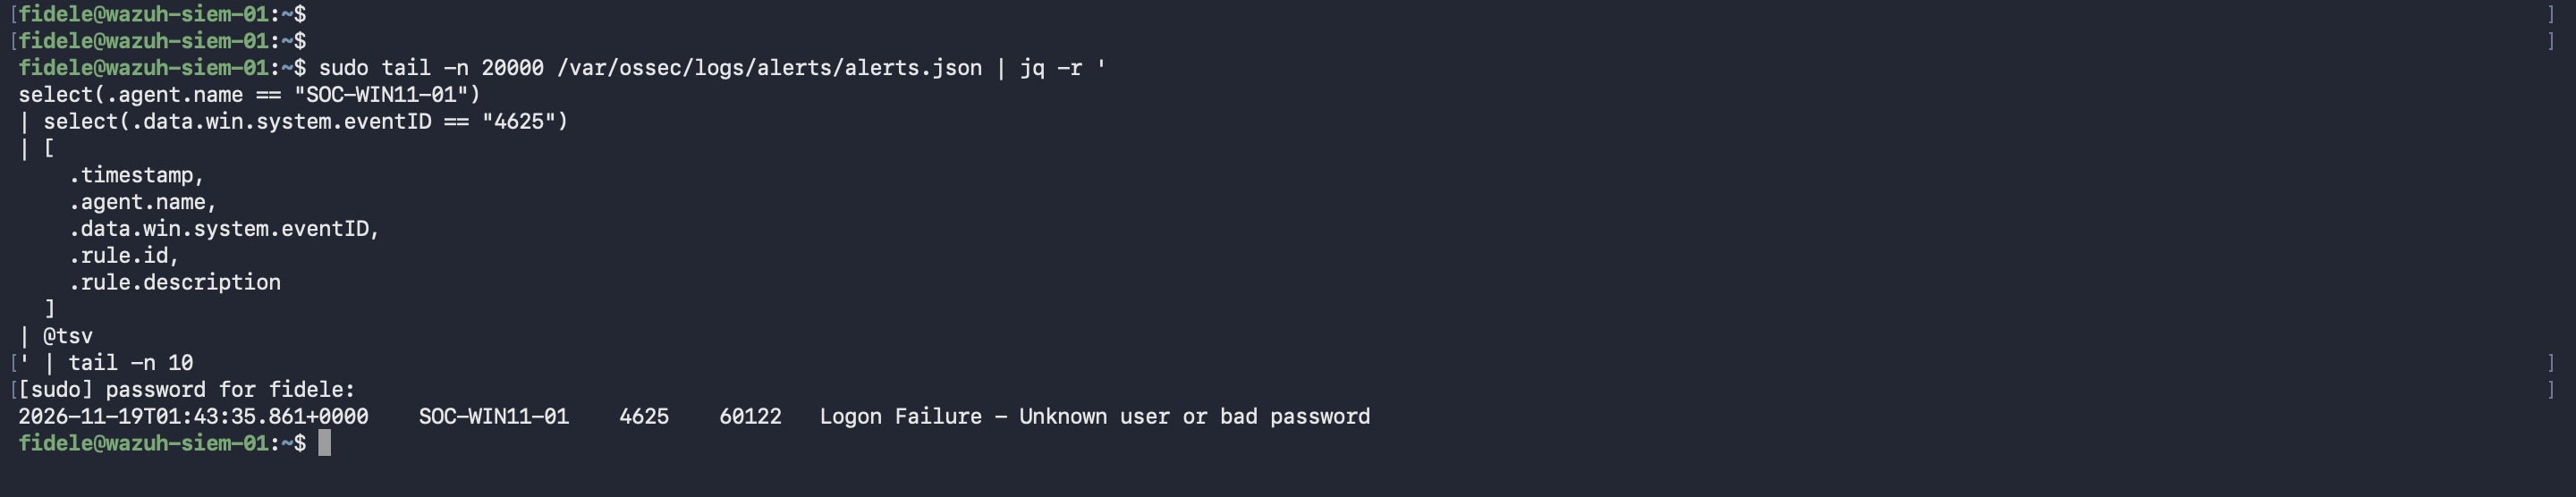 [fidele@wazuh-siem-01:~$ ]
[fidele@wazuh-siem-01:~$ ]
fidele@wazuh-siem-01:~$ sudo tail -n 20000 /var/ossec/logs/alerts/alerts.json | jq -r '
select(.agent.name == "SOC-WIN11-01")
| select(.data.win.system.eventID == "4625")
| [
    .timestamp,
    .agent.name,
    .data.win.system.eventID,
    .rule.id,
    .rule.description
  ]
| @tsv
[' | tail -n 10 ]
[[sudo] password for fidele: ]
2026-11-19T01:43:35.861+0000    SOC-WIN11-01    4625    60122   Logon Failure - Unknown user or bad password
fidele@wazuh-siem-01:~$